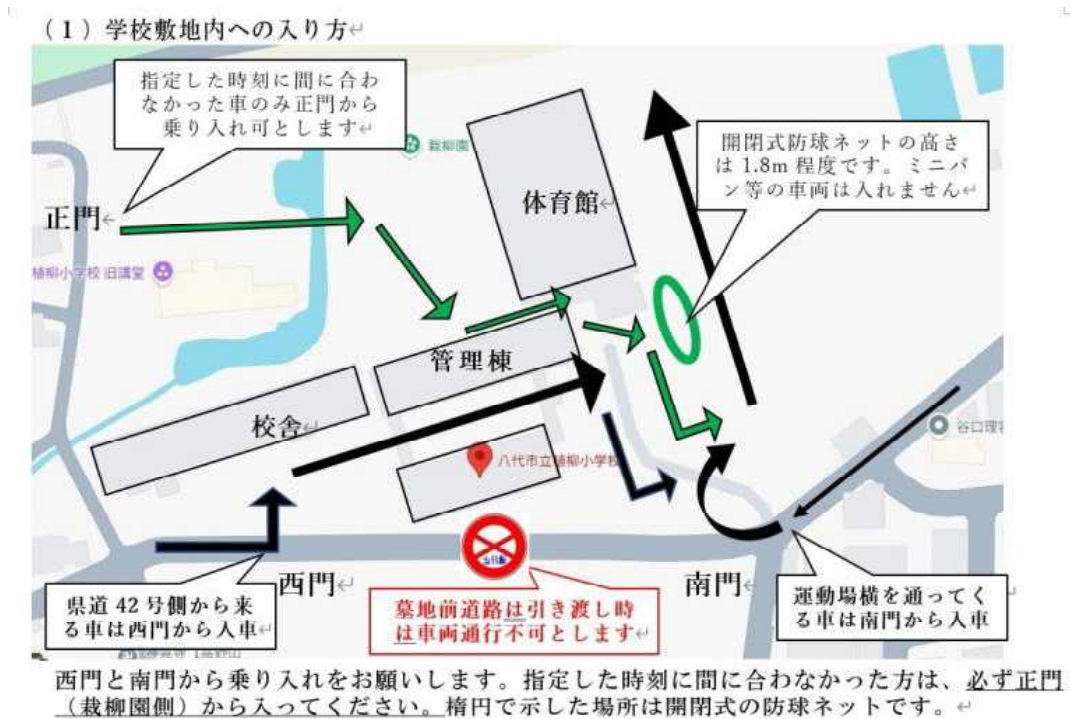 （１）学校敷地内への入り方
指定した時刻に間に合わ
なかった車のみ正門から
乗り入れ可とします
栽柳園
開閉式防球ネットの高さ
は 1.8m 程度です。ミニバ
ン等の車両は入れません
体育館
正門
植柳小学校 旧講堂
管理棟
校舎
谷口理容
八代市立植柳小学校
西門
南門
県道 42 号側から来
る車は西門から入車
墓地前道路は引き渡し時
は車両通行不可とします
運動場横を通ってく
る車は南門から入車
西門と南門から乗り入れをお願いします。指定した時刻に間に合わなかった方は、必ず正門
（栽柳園側）から入ってください。楕円で示した場所は開閉式の防球ネットです。